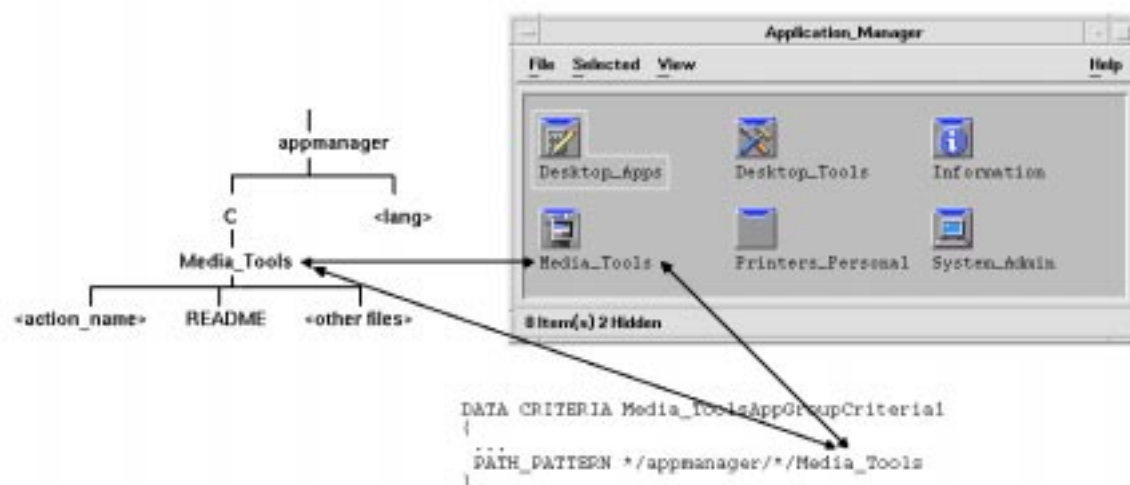 Application_Manager
File Selected View Help
Desktop_Apps Desktop_Tools Information
Media_Tools Printers_Personal System_Admin
8 Item(s) 2 Hidden
appmanager
C <lang>
Media_Tools
<action_name> README <other files>
DATA CRITERIA Media_ToolsAppGroupCriteria1
{
...
PATH_PATTERN */appmanager/*/Media_Tools
}